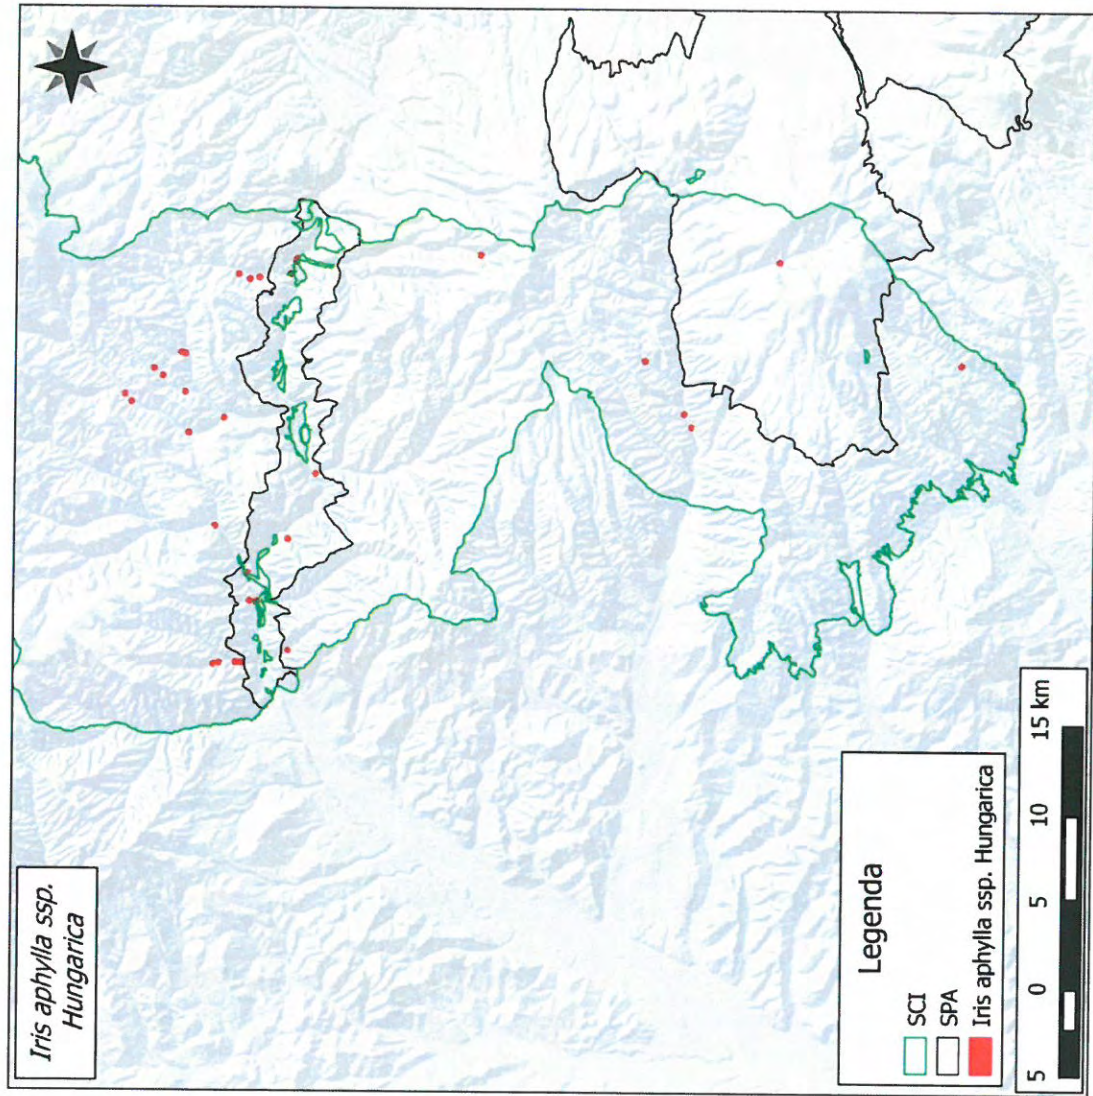 Iris aphylla ssp.
Hungarica
Legenda
SCI
SPA
Iris aphylla ssp. Hungarica
5 0 5 10 15 km